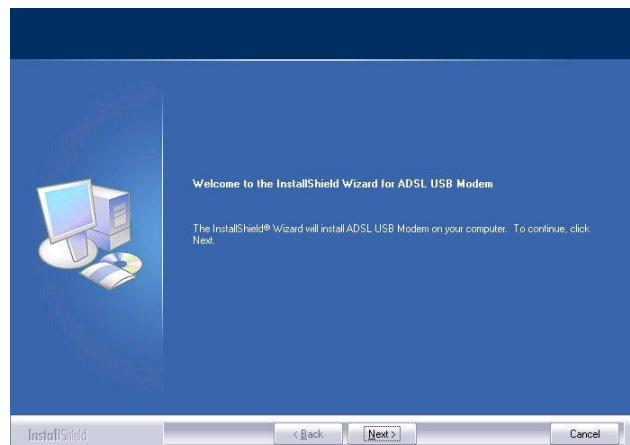 Welcome to the InstallShield Wizard for ADSL USB Modem
The InstallShield® Wizard will install ADSL USB Modem on your computer. To continue, click
Next.
InstallShield
< Back Next > Cancel